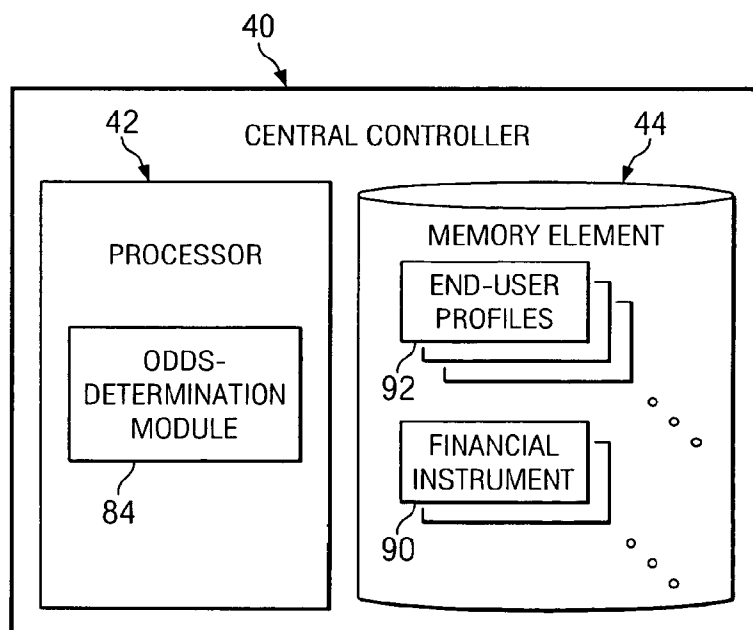 40
CENTRAL CONTROLLER
42
PROCESSOR
ODDS-
DETERMINATION
MODULE
84
44
MEMORY ELEMENT
END-USER
PROFILES
92
FINANCIAL
INSTRUMENT
90